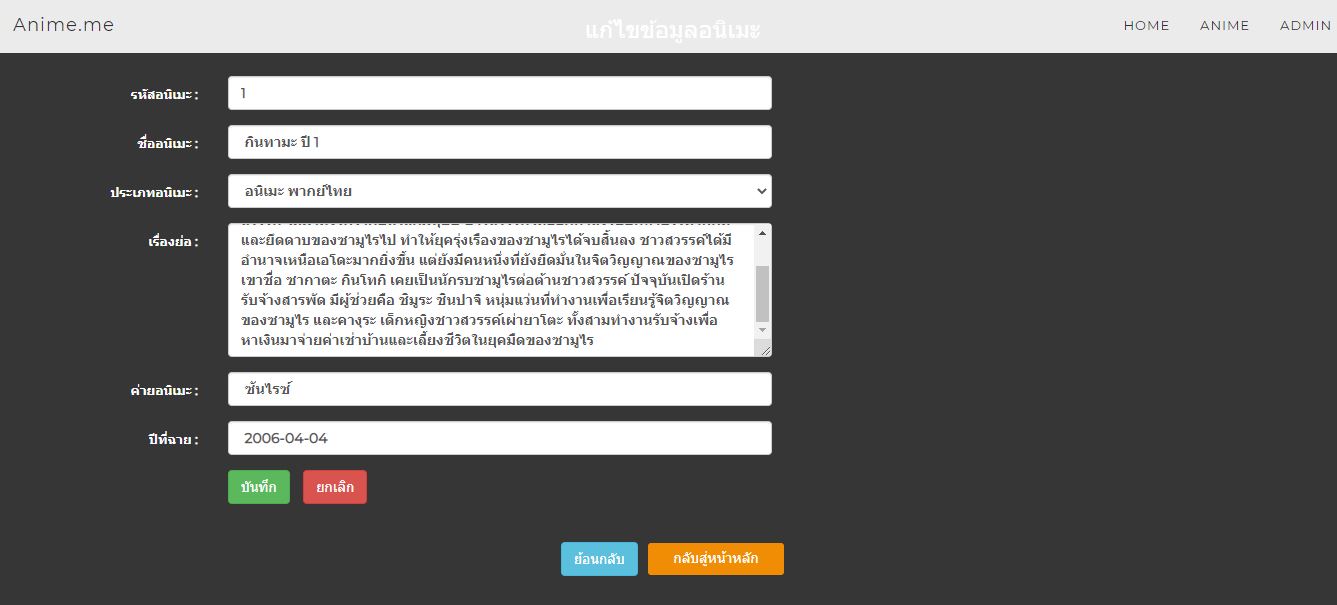 Anime.me
แก้ไขข้อมูลอนิเมะ
HOME ANIME ADMIN
รหัสอนิเมะ : 1
ชื่ออนิเมะ : กินทามะ ปี 1
ประเภทอนิเมะ : อนิเมะ พากย์ไทย
เรื่องย่อ :
และยึดดาบของซามูไรไป ทำให้ยุครุ่งเรืองของซามูไรได้จบสิ้นลง ชาวสวรรค์ได้มี
อำนาจเหนือเอโดะมากยิ่งขึ้น แต่ยังมีคนหนึ่งที่ยังยึดมั่นในจิตวิญญาณของซามูไร
เขาชื่อ ซากาตะ กินโทกิ เคยเป็นนักรบซามูไรต่อต้านชาวสวรรค์ ปัจจุบันเปิดร้าน
รับจ้างสารพัด มีผู้ช่วยคือ ชิมูระ ชินปาจิ หนุ่มแว่นที่ทำงานเพื่อเรียนรู้จิตวิญญาณ
ของซามูไร และคางุระ เด็กหญิงชาวสวรรค์เผ่ายาโตะ ทั้งสามทำงานรับจ้างเพื่อ
หาเงินมาจ่ายค่าเช่าบ้านและเลี้ยงชีวิตในยุคมืดของซามูไร
ค่ายอนิเมะ : ซันไรซ์
ปีที่ฉาย : 2006-04-04
บันทึก ยกเลิก
ย้อนกลับ กลับสู่หน้าหลัก